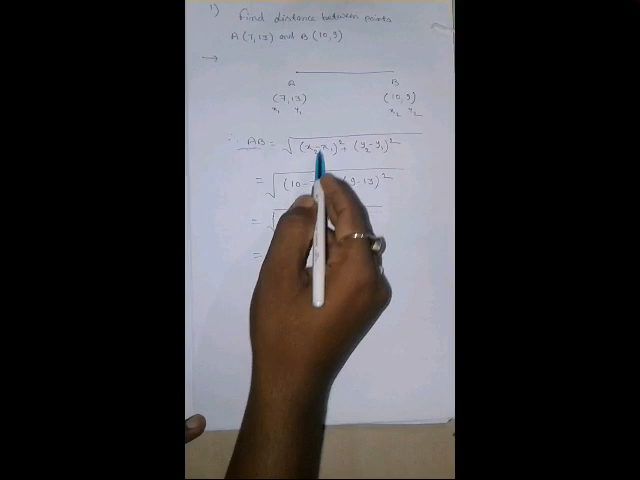 1) Find distance between points
A (7,13) and B (10,9)
→
A B
(7,13) (10,9)
x₁ y₁ x₂ y₂
∴ AB = √(x₂-x₁)² + (y₂-y₁)²
= √(10- 9-13)²
= √
=